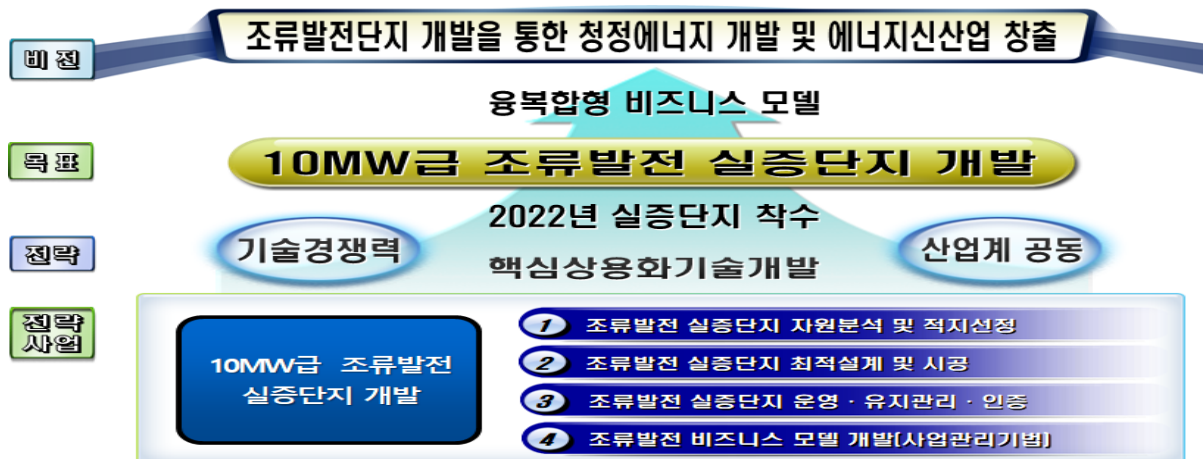 비 전
조류발전단지 개발을 통한 청정에너지 개발 및 에너지신산업 창출
융복합형 비즈니스 모델
목 표
10MW급 조류발전 실증단지 개발
2022년 실증단지 착수
전략
기술경쟁력
산업계 공동
핵심상용화기술개발
전략
사업
10MW급 조류발전
실증단지 개발
1 조류발전 실증단지 자원분석 및 적지선정
2 조류발전 실증단지 최적설계 및 시공
3 조류발전 실증단지 운영 · 유지관리 · 인증
4 조류발전 비즈니스 모델 개발(사업관리기법)